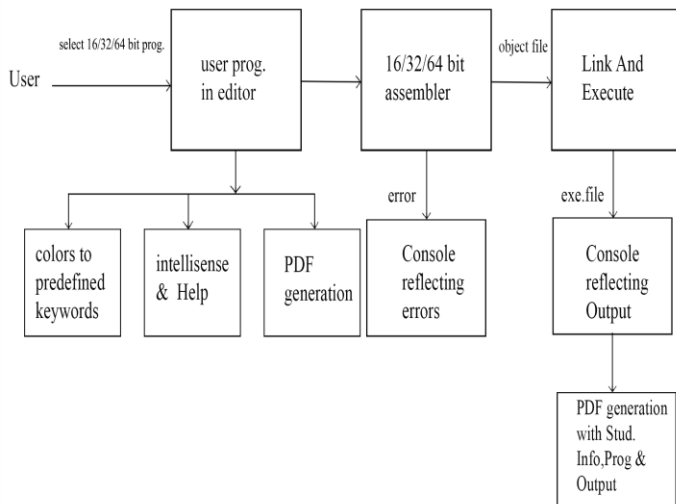 select 16/32/64 bit prog.
User
user prog.
in editor
16/32/64 bit
assembler
object file
Link And
Execute
error
exe.file
colors to
predefined
keywords
intellisense
& Help
PDF
generation
Console
reflecting
errors
Console
reflecting
Output
PDF generation
with Stud.
Info,Prog &
Output